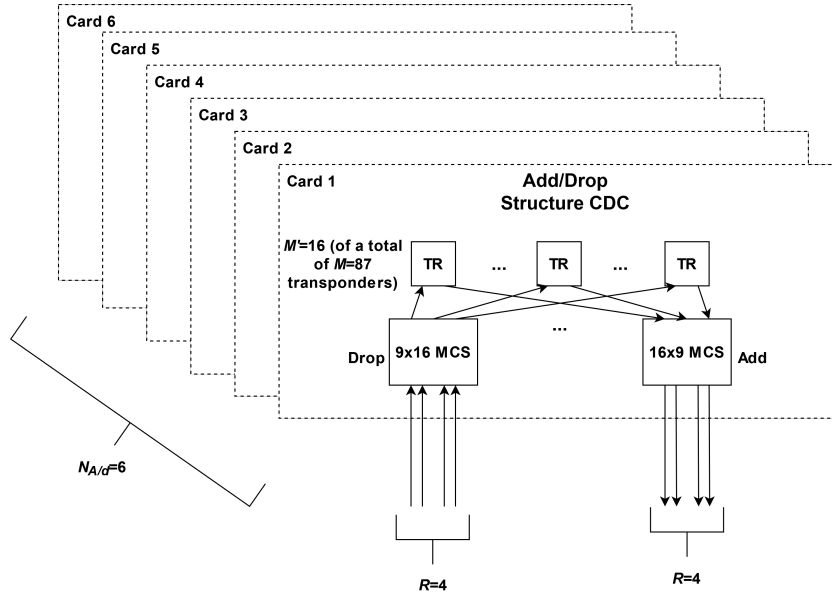 Card 6
Card 5
Card 4
Card 3
Card 2
Card 1
Add/Drop
Structure CDC
M'=16 (of a total
of M=87
transponders)
TR
...
TR
...
TR
...
Drop
9x16 MCS
16x9 MCS
Add
N_A/d=6
R=4
R=4